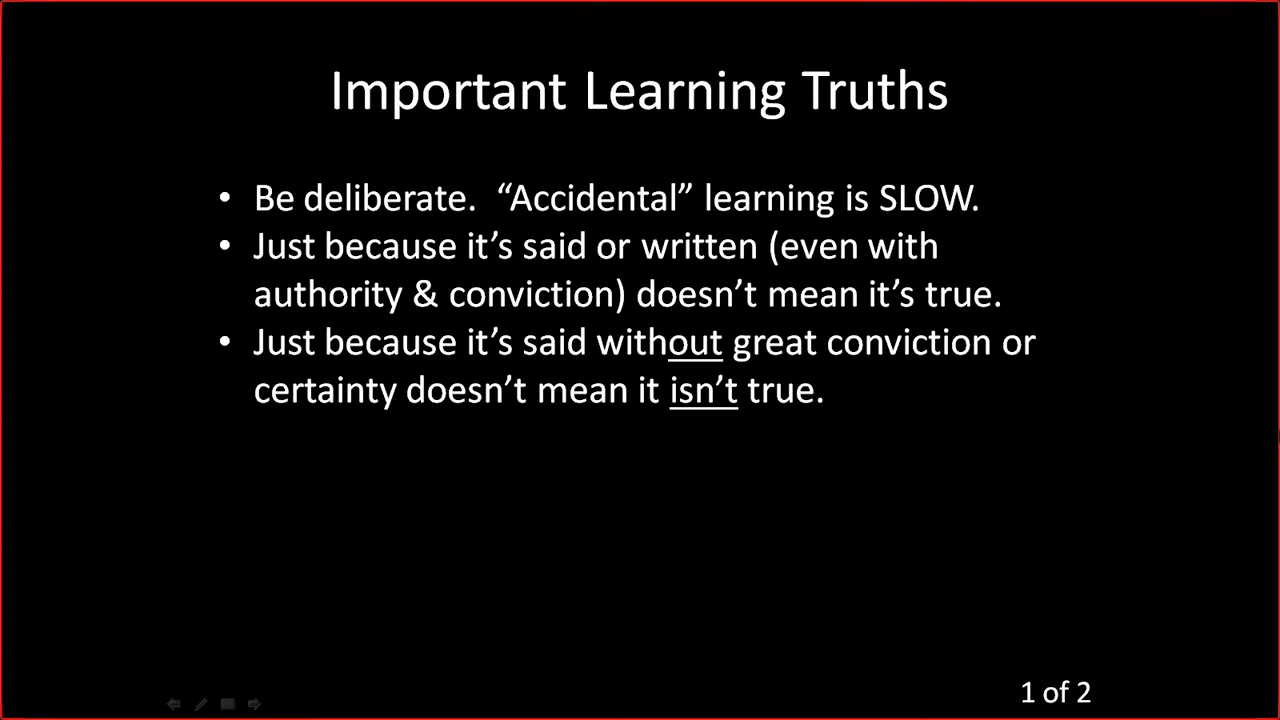 Important Learning Truths
• Be deliberate.  “Accidental” learning is SLOW.
• Just because it’s said or written (even with
authority & conviction) doesn’t mean it’s true.
• Just because it’s said without great conviction or
certainty doesn’t mean it isn’t true.
1 of 2